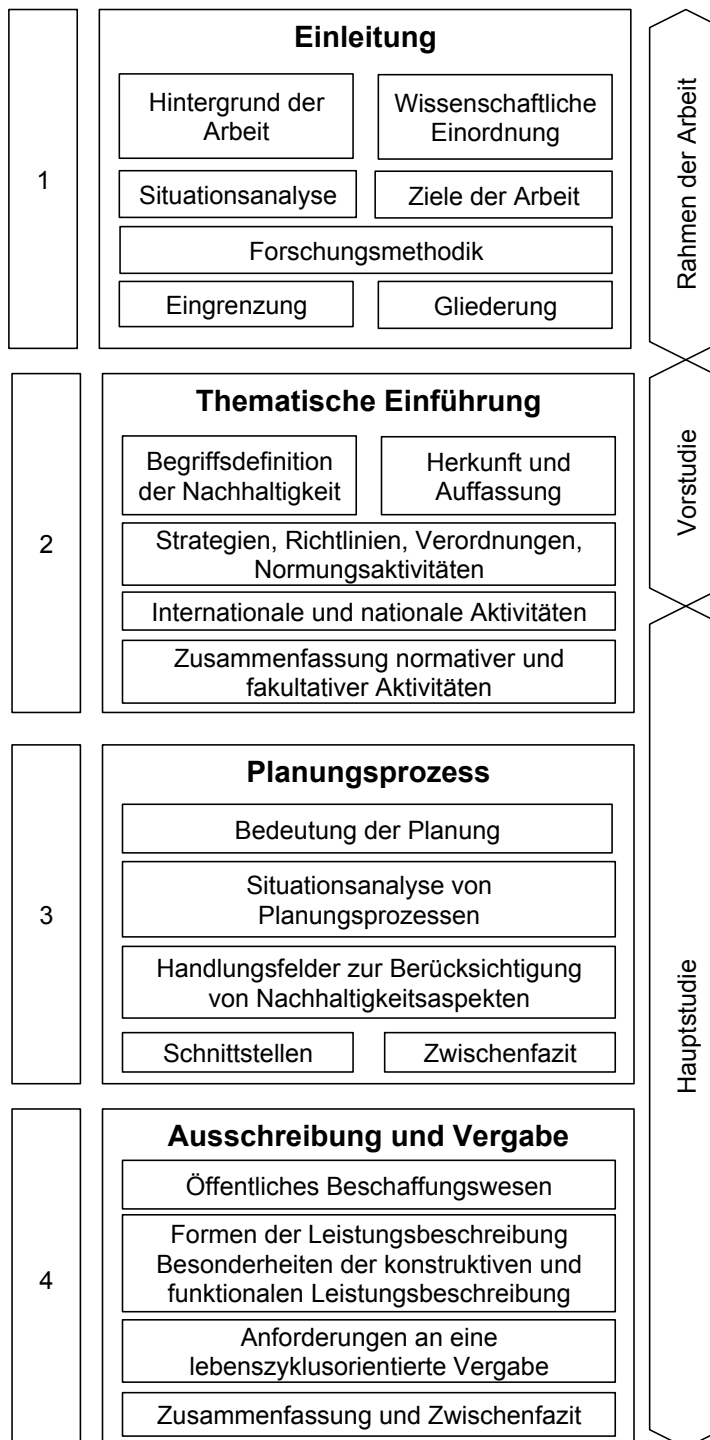 1
Einleitung
Hintergrund der
Arbeit
Wissenschaftliche
Einordnung
Situationsanalyse
Ziele der Arbeit
Forschungsmethodik
Eingrenzung
Gliederung
Rahmen der Arbeit
2
Thematische Einführung
Begriffsdefinition
der Nachhaltigkeit
Herkunft und
Auffassung
Strategien, Richtlinien, Verordnungen,
Normungsaktivitäten
Internationale und nationale Aktivitäten
Zusammenfassung normativer und
fakultativer Aktivitäten
Vorstudie
3
Planungsprozess
Bedeutung der Planung
Situationsanalyse von
Planungsprozessen
Handlungsfelder zur Berücksichtigung
von Nachhaltigkeitsaspekten
Schnittstellen
Zwischenfazit
Hauptstudie
4
Ausschreibung und Vergabe
Öffentliches Beschaffungswesen
Formen der Leistungsbeschreibung
Besonderheiten der konstruktiven und
funktionalen Leistungsbeschreibung
Anforderungen an eine
lebenszyklusorientierte Vergabe
Zusammenfassung und Zwischenfazit